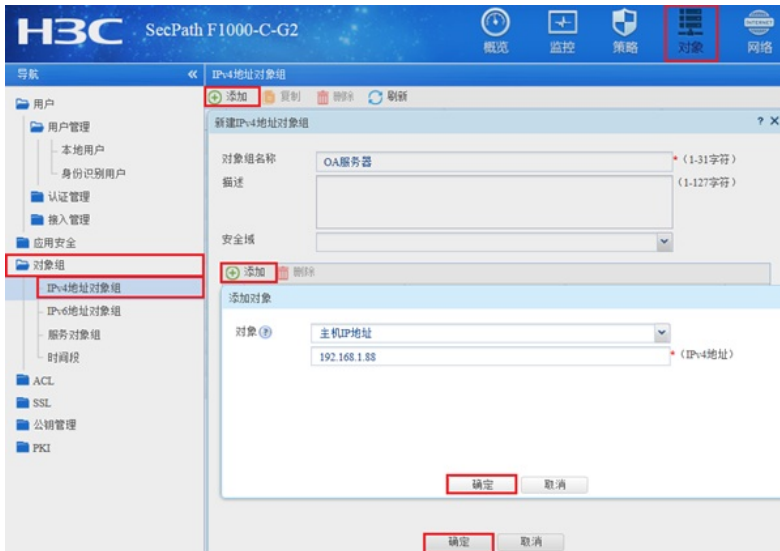 H3C SecPath F1000-C-G2
概览 监控 策略 对象 网络
导航 « IPv4地址对象组
添加 复制 删除 刷新
用户
用户管理
本地用户
身份识别用户
认证管理
接入管理
应用安全
对象组
IPv4地址对象组
IPv6地址对象组
服务对象组
时间段
ACL
SSL
公钥管理
PKI
新建IPv4地址对象组 ? X
对象组名称 OA服务器 * (1-31字符)
描述 (1-127字符)
安全域
添加 删除
添加对象
对象 ? 主机IP地址
192.168.1.88 * (IPv4地址)
确定 取消
确定 取消